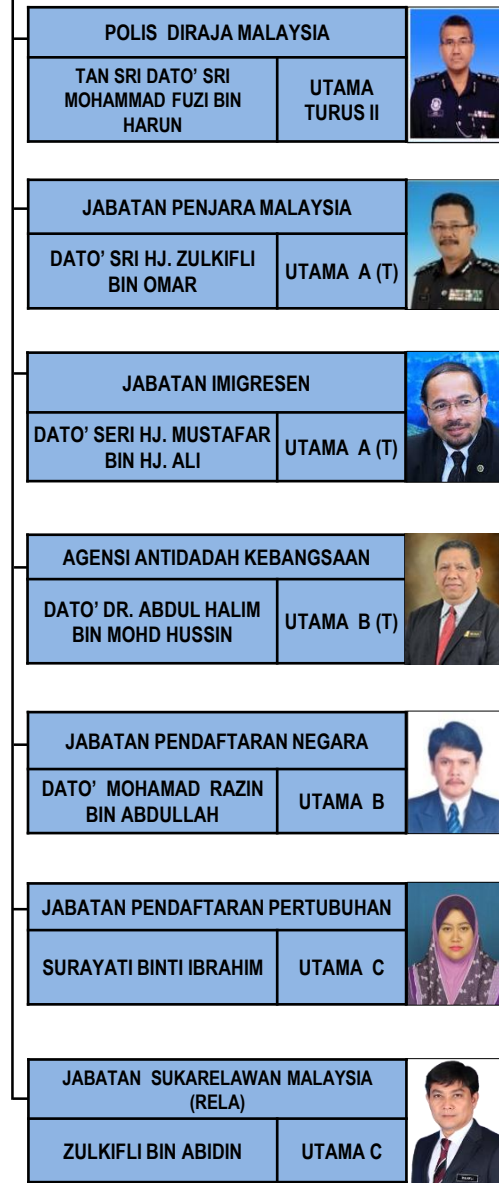 POLIS DIRAJA MALAYSIA
TAN SRI DATO' SRI
MOHAMMAD FUZI BIN
HARUN
UTAMA
TURUS II
JABATAN PENJARA MALAYSIA
DATO' SRI HJ. ZULKIFLI
BIN OMAR
UTAMA A (T)
JABATAN IMIGRESEN
DATO' SERI HJ. MUSTAFAR
BIN HJ. ALI
UTAMA A (T)
AGENSI ANTIDADAH KEBANGSAAN
DATO' DR. ABDUL HALIM
BIN MOHD HUSSIN
UTAMA B (T)
JABATAN PENDAFTARAN NEGARA
DATO' MOHAMAD RAZIN
BIN ABDULLAH
UTAMA B
JABATAN PENDAFTARAN PERTUBUHAN
SURAYATI BINTI IBRAHIM
UTAMA C
JABATAN SUKARELAWAN MALAYSIA
(RELA)
ZULKIFLI BIN ABIDIN
UTAMA C